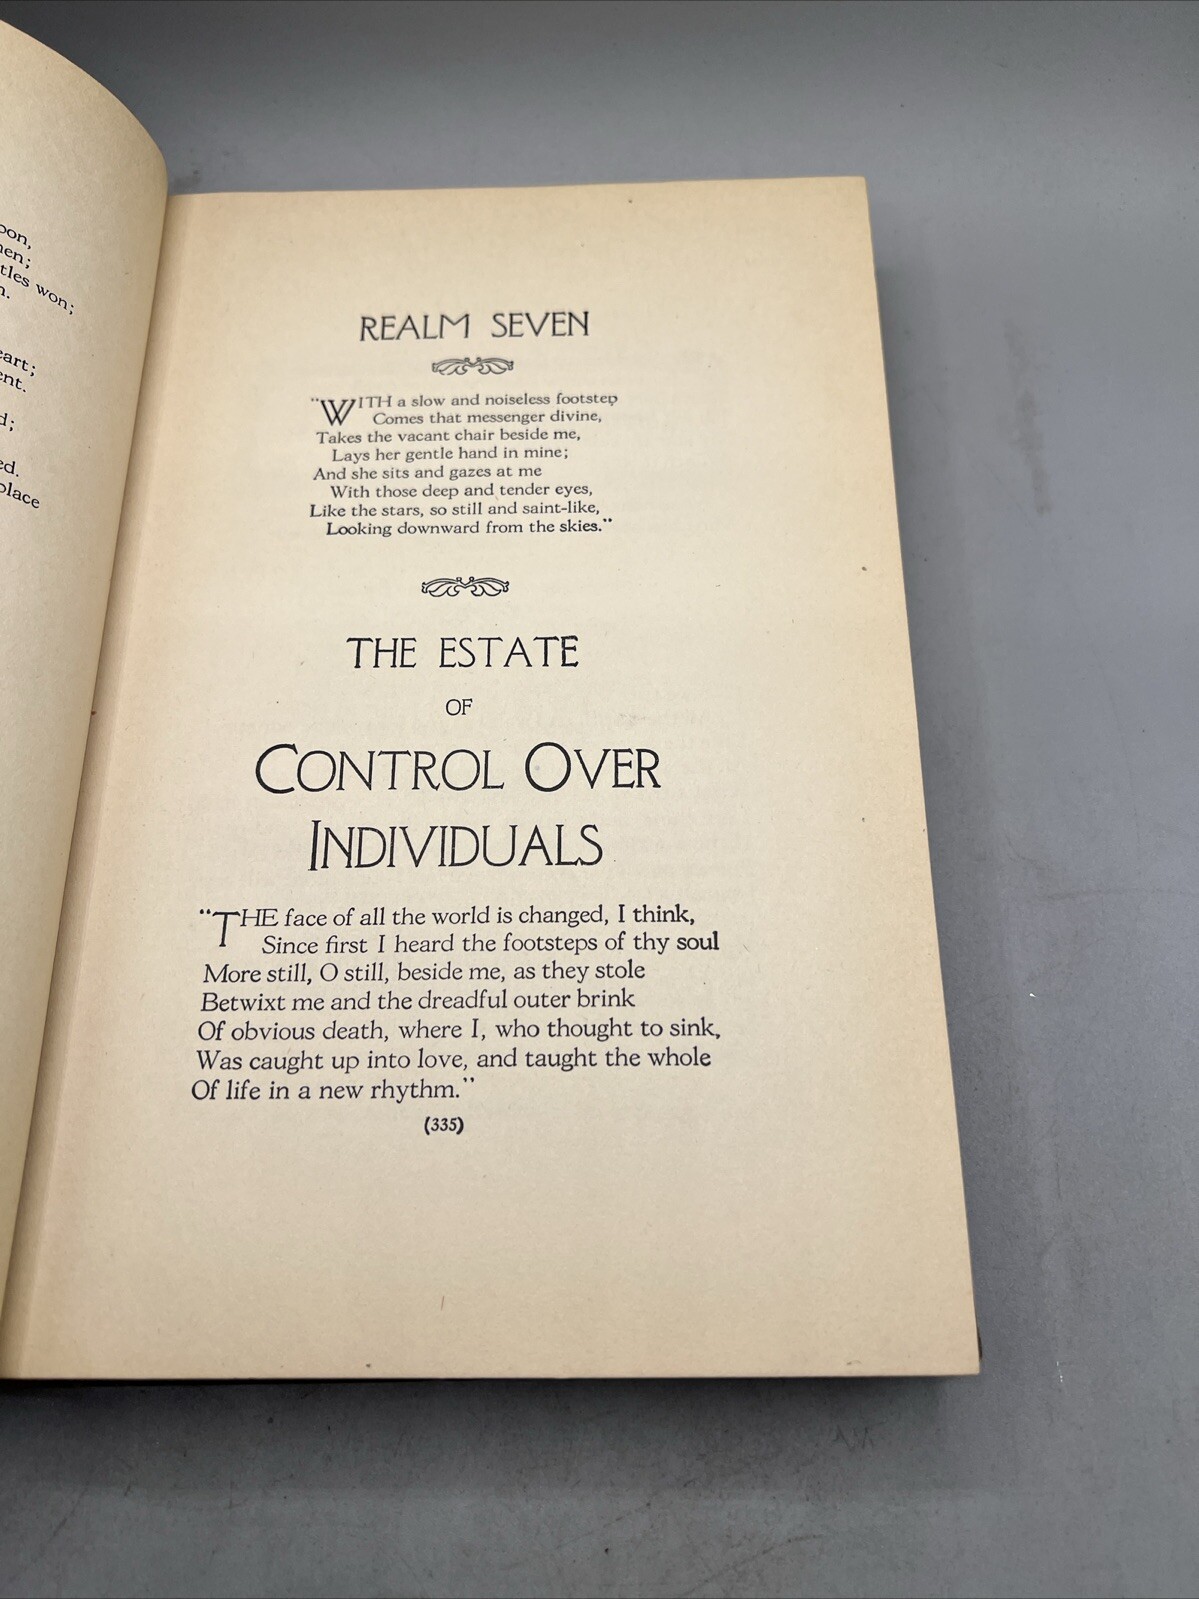 won;
place
REALM SEVEN
"WITH a slow and noiseless footstep
Comes that messenger divine,
Takes the vacant chair beside me,
Lays her gentle hand in mine;
And she sits and gazes at me
With those deep and tender eyes,
Like the stars, so still and saint-like,
Looking downward from the skies."
THE ESTATE
OF
CONTROL OVER
INDIVIDUALS
"THE face of all the world is changed, I think,
Since first I heard the footsteps of thy soul
More still, O still, beside me, as they stole
Betwixt me and the dreadful outer brink
Of obvious death, where I, who thought to sink,
Was caught up into love, and taught the whole
Of life in a new rhythm."
(335)